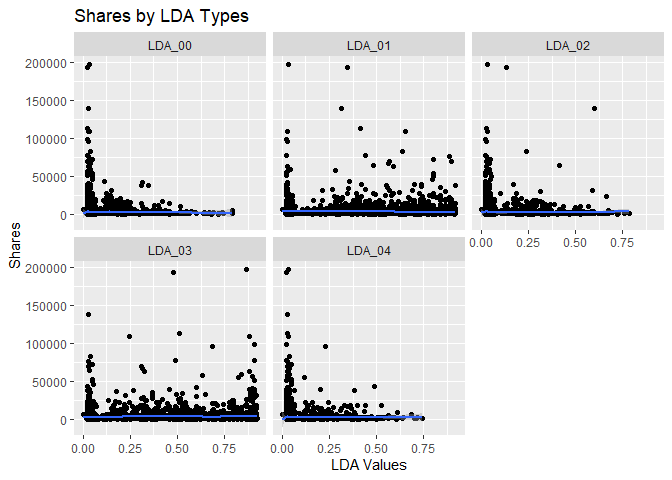 Shares by LDA Types
LDA_00 LDA_01 LDA_02
200000
150000
100000
50000
0
0.00 0.25 0.50 0.75
Shares
LDA_03 LDA_04
200000
150000
100000
50000
0
0.00 0.25 0.50 0.75 0.00 0.25 0.50 0.75
LDA Values